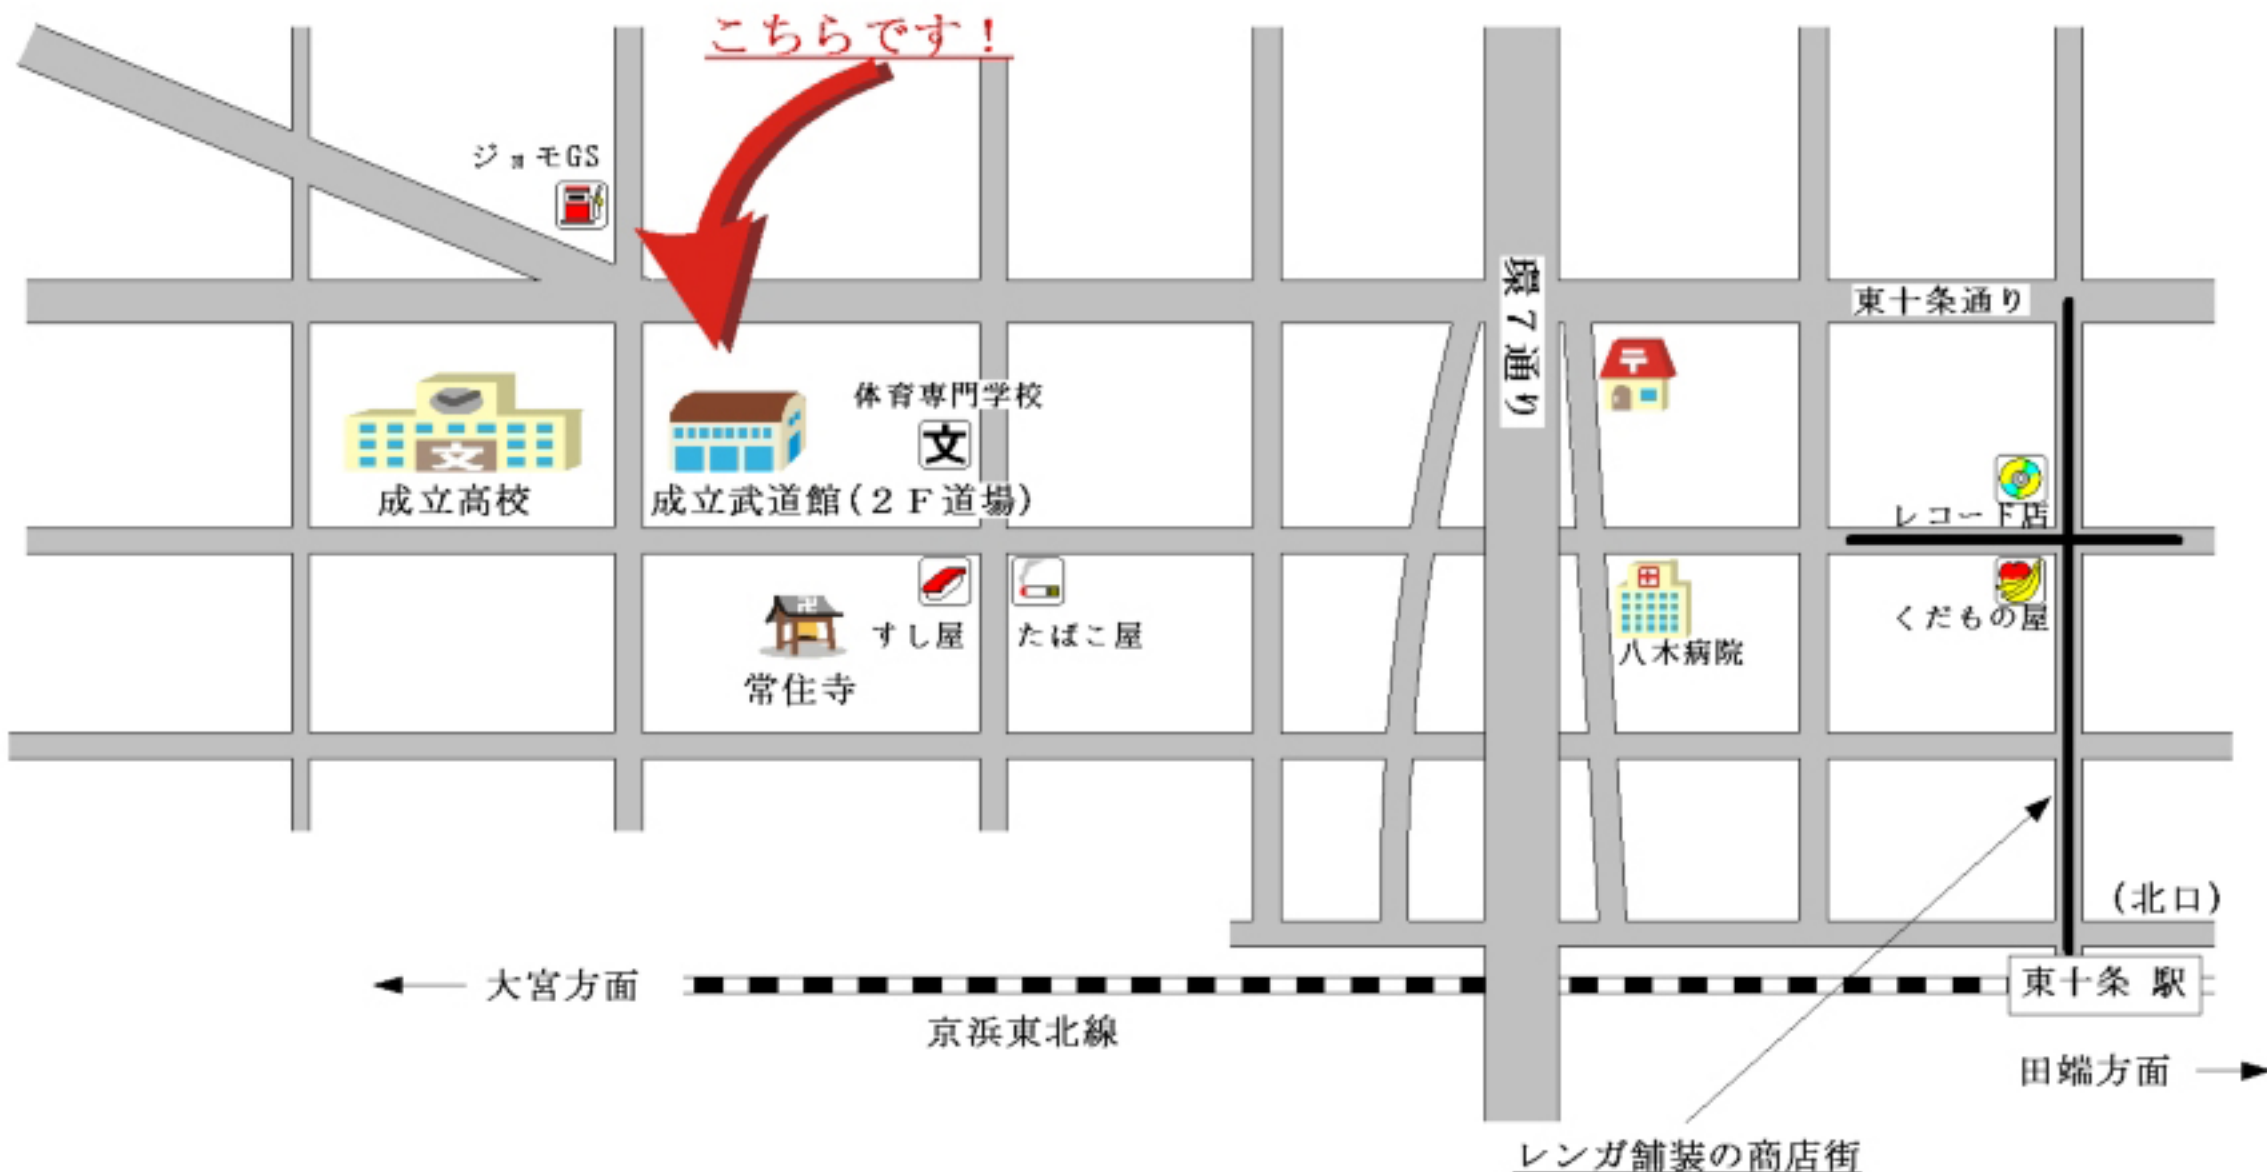 こちらです！
ジョモGS
環７通り
東十条通り
体育専門学校
文
文
成立高校
成立武道館(２Ｆ道場)
レコード店
すし屋
たばこ屋
くだもの屋
八木病院
常住寺
(北口)
大宮方面
東十条 駅
京浜東北線
田端方面
レンガ舗装の商店街